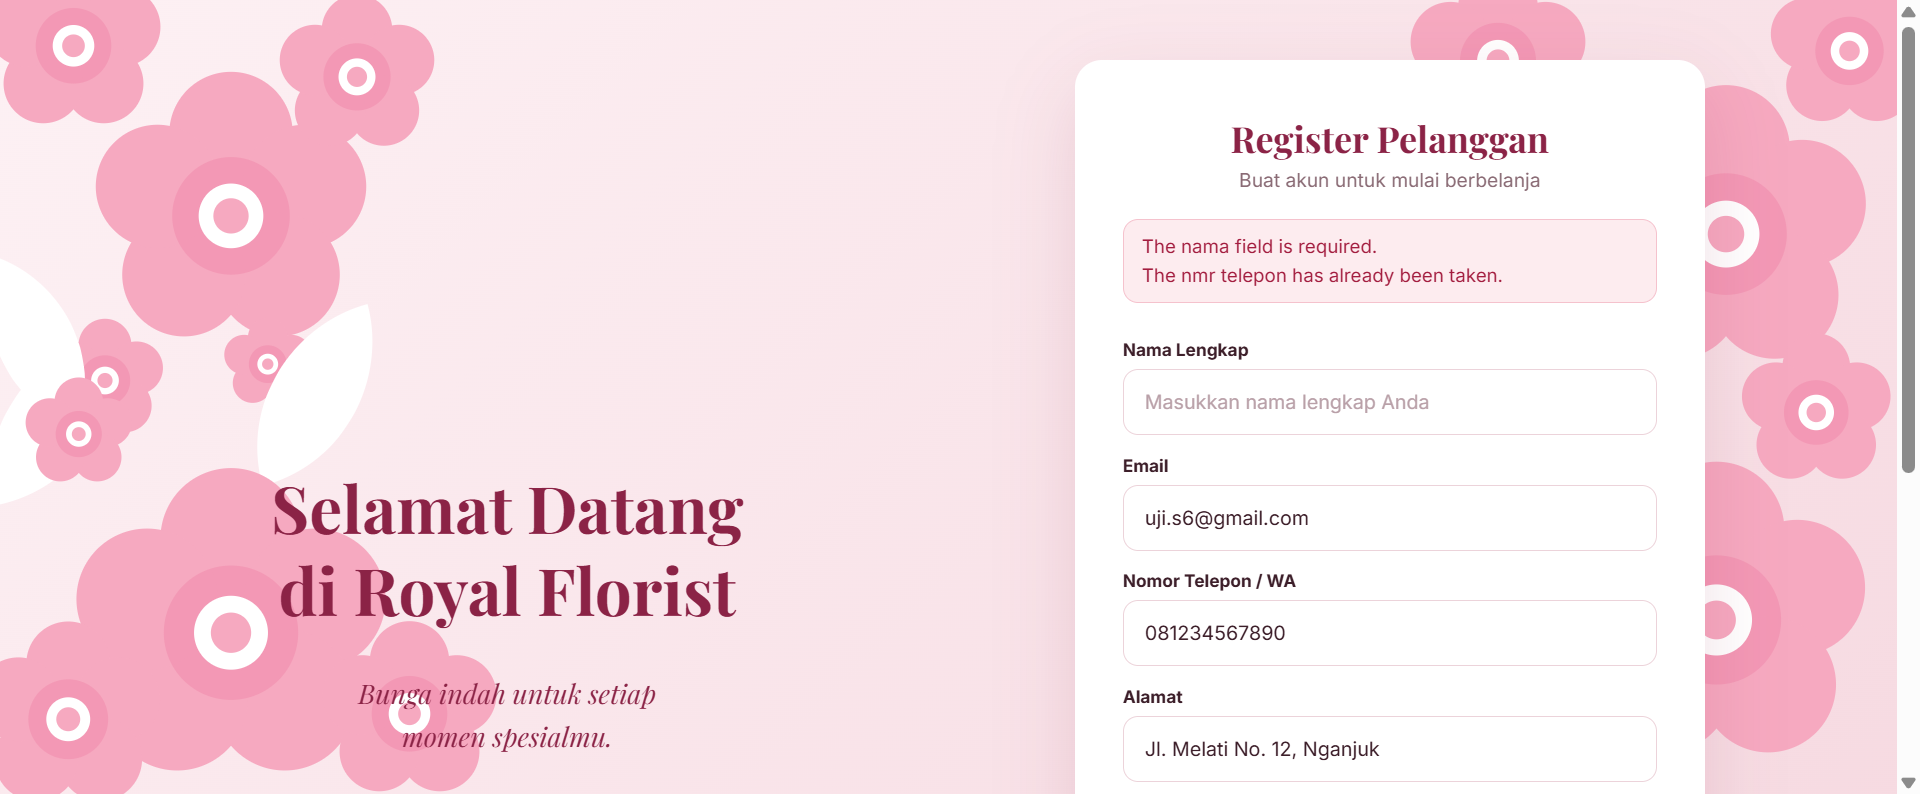 Selamat Datang
di Royal Florist
Bunga indah untuk setiap
momen spesialmu.
Register Pelanggan
Buat akun untuk mulai berbelanja
The nama field is required.
The nmr telepon has already been taken.
Nama Lengkap
Masukkan nama lengkap Anda
Email
uji.s6@gmail.com
Nomor Telepon / WA
081234567890
Alamat
Jl. Melati No. 12, Nganjuk